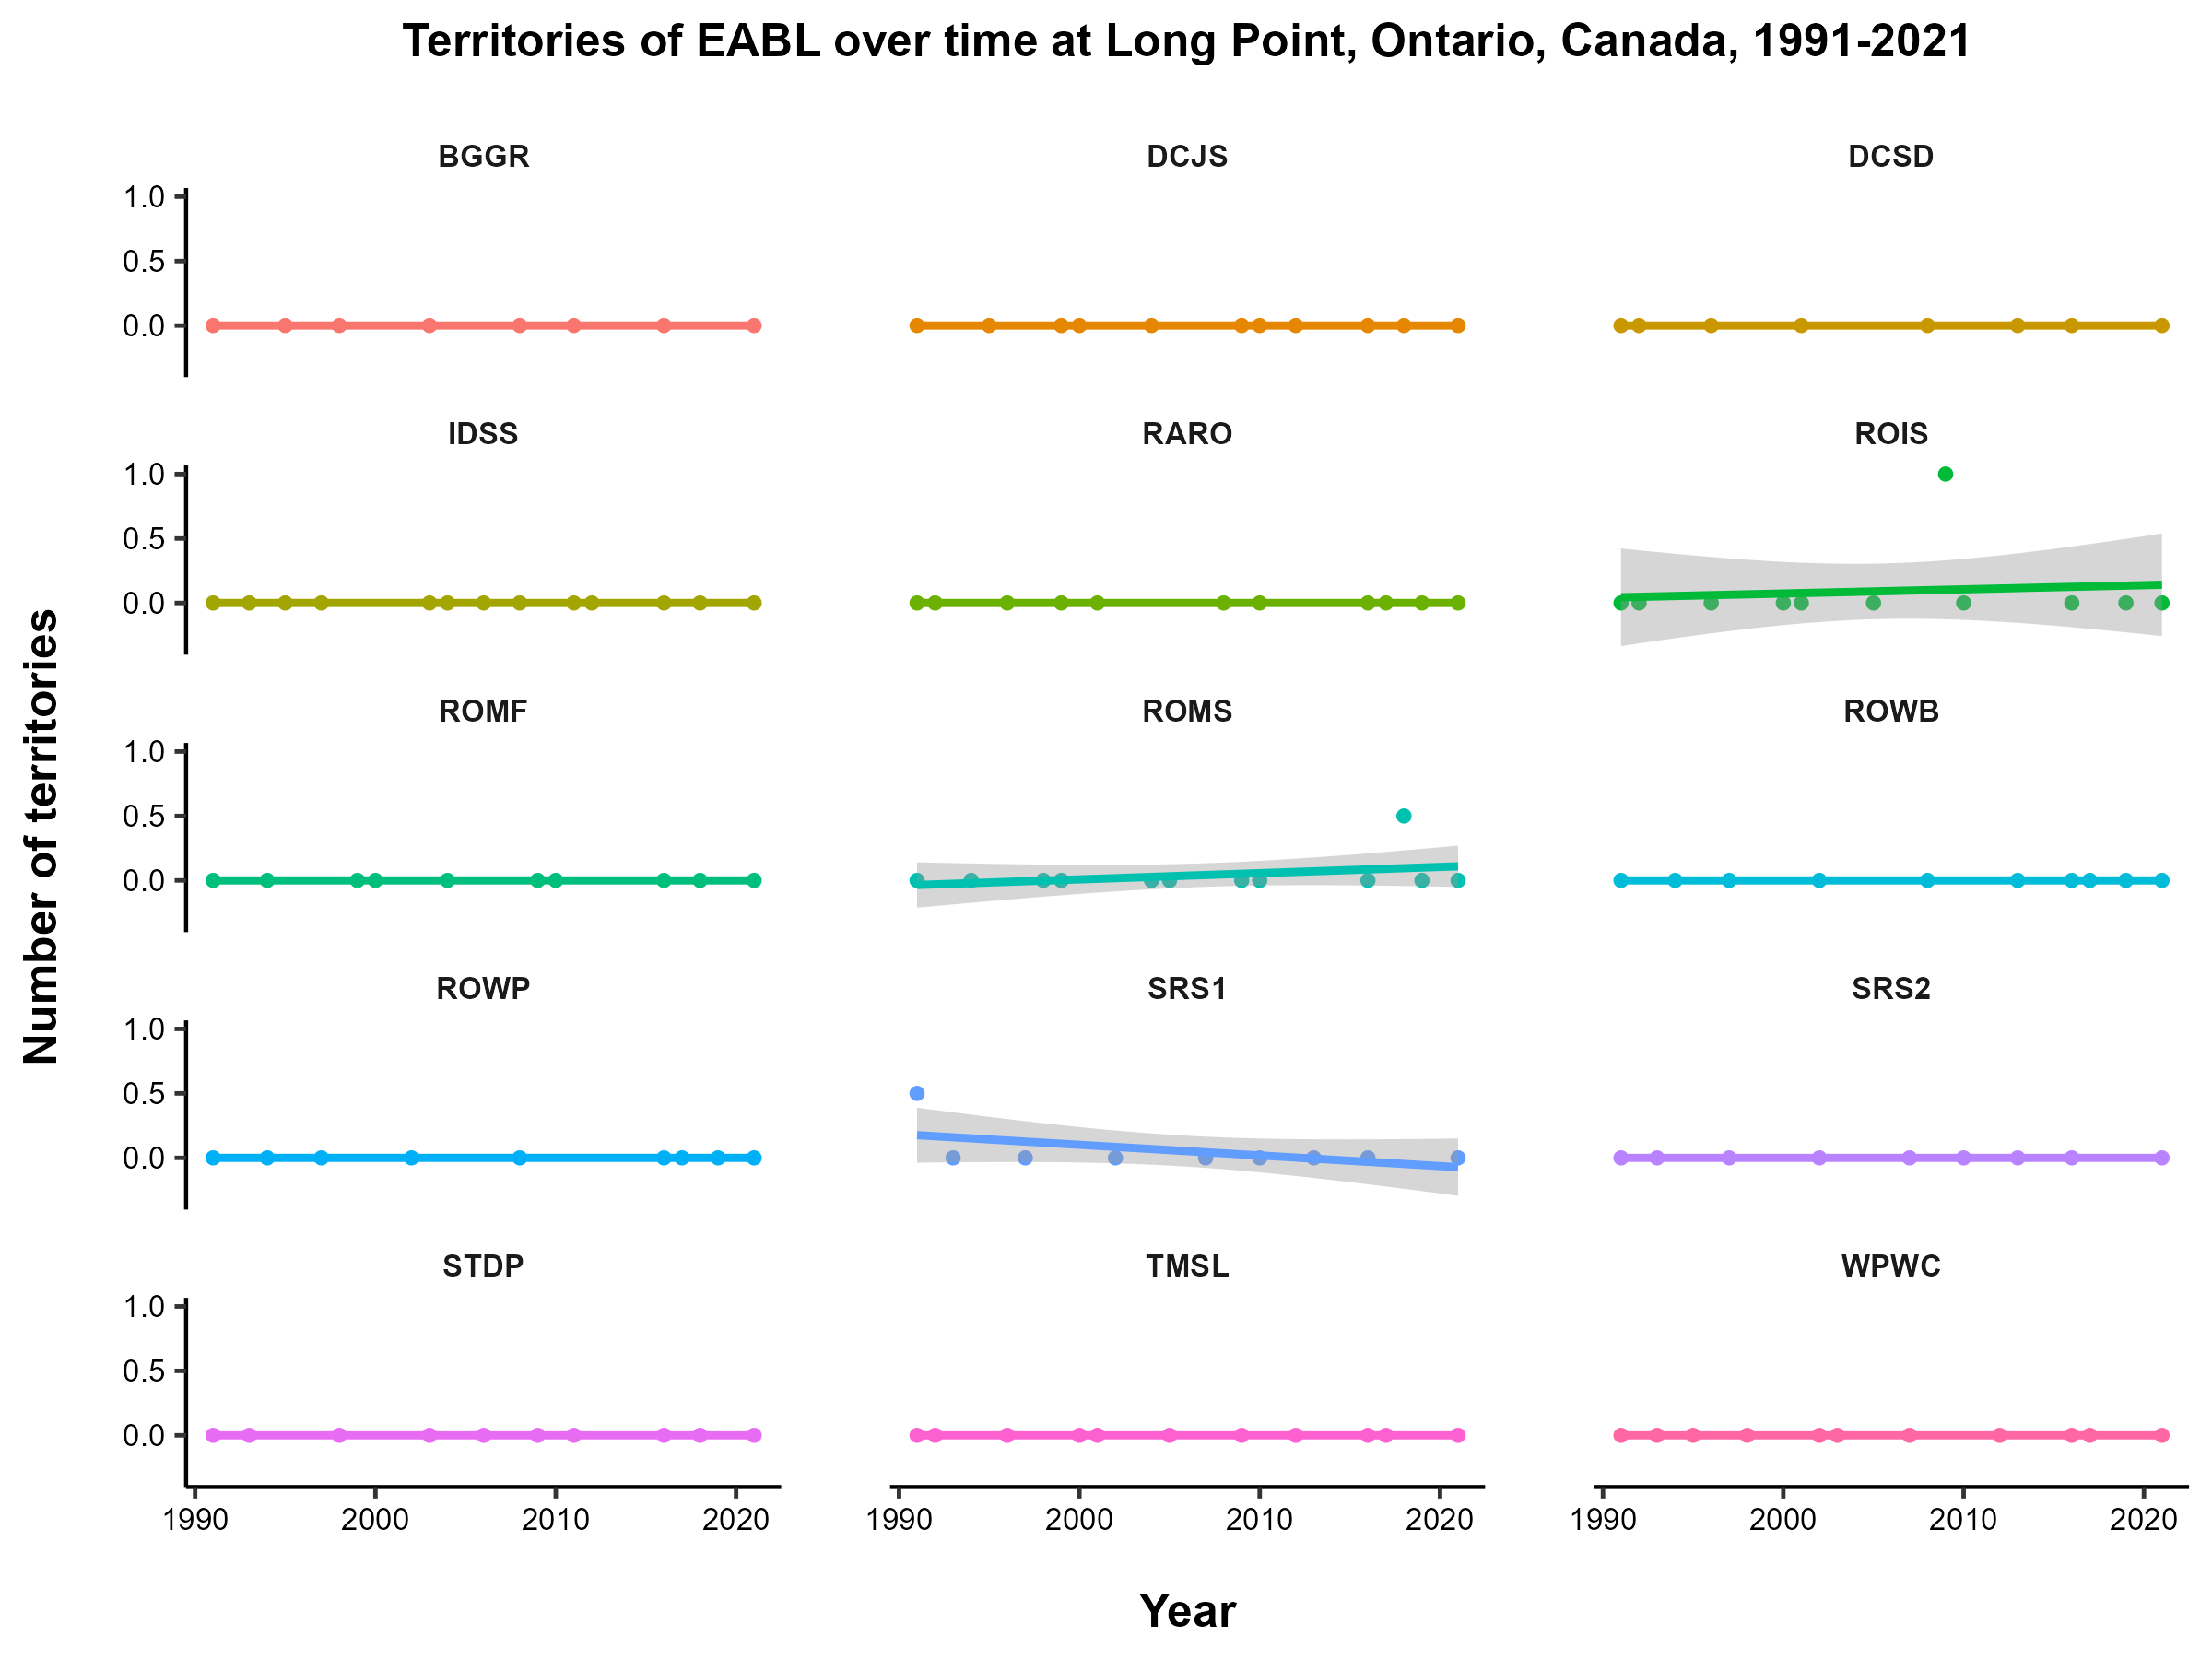 Territories of EABL over time at Long Point, Ontario, Canada, 1991-2021
BGGR DCJS DCSD
1.0
0.5
0.0
IDSS RARO ROIS
1.0
0.5
0.0
ROMF ROMS ROWB
1.0
0.5
0.0
ROWP SRS1 SRS2
1.0
0.5
0.0
STDP TMSL WPWC
1.0
0.5
0.0
1990 2000 2010 2020 1990 2000 2010 2020 1990 2000 2010 2020
Number of territories
Year